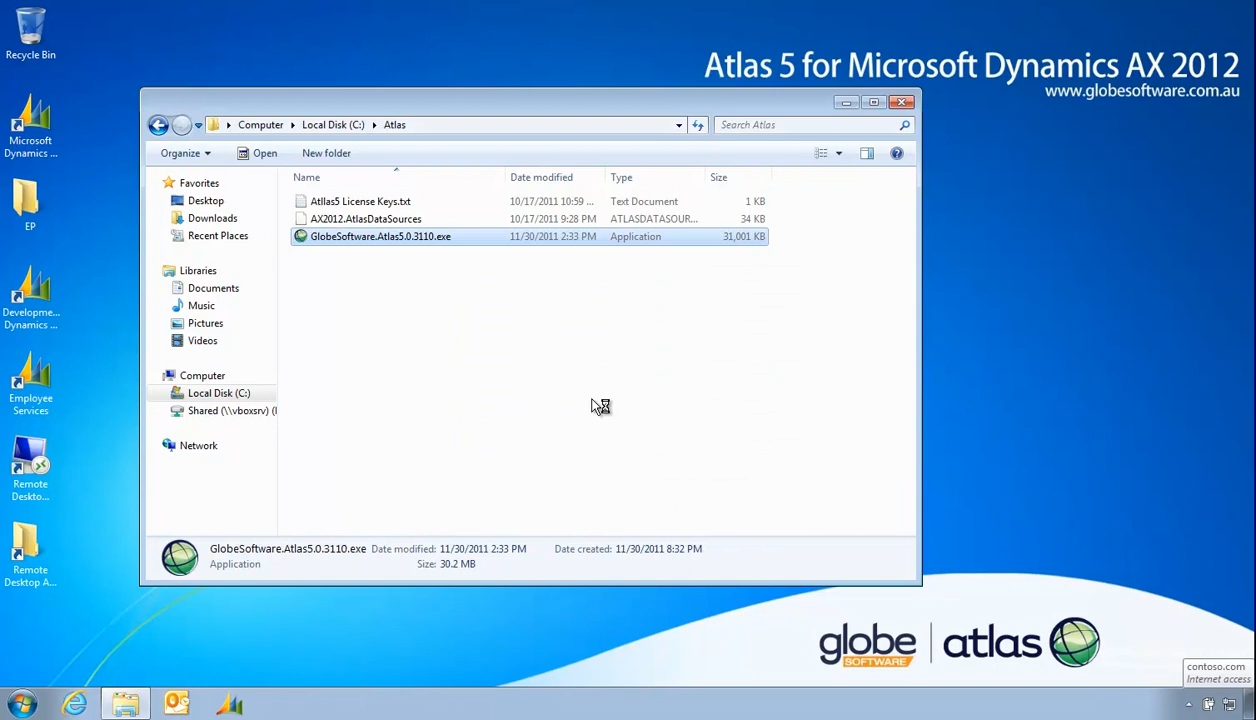 Recycle Bin
Microsoft
Dynamics ...
EP
Developme...
Dynamics ...
Employee
Services
Remote
Deskto...
Remote
Desktop A...
Atlas 5 for Microsoft Dynamics AX 2012
www.globesoftware.com.au
Computer Local Disk (C:) Atlas
Search Atlas
Organize Open New folder
Favorites
Desktop
Downloads
Recent Places
Libraries
Documents
Music
Pictures
Videos
Computer
Local Disk (C:)
Shared (\\vboxsrv) (
Network
Name Date modified Type Size
Atllas5 License Keys.txt 10/17/2011 10:59 ... Text Document 1 KB
AX2012.AtlasDataSources 10/17/2011 9:28 PM ATLASDATASOUR... 34 KB
GlobeSoftware.Atlas5.0.3110.exe 11/30/2011 2:33 PM Application 31,001 KB
GlobeSoftware.Atlas5.0.3110.exe Date modified: 11/30/2011 2:33 PM Date created: 11/30/2011 8:32 PM
Application Size: 30.2 MB
globe
SOFTWARE
atlas
contoso.com
Internet access